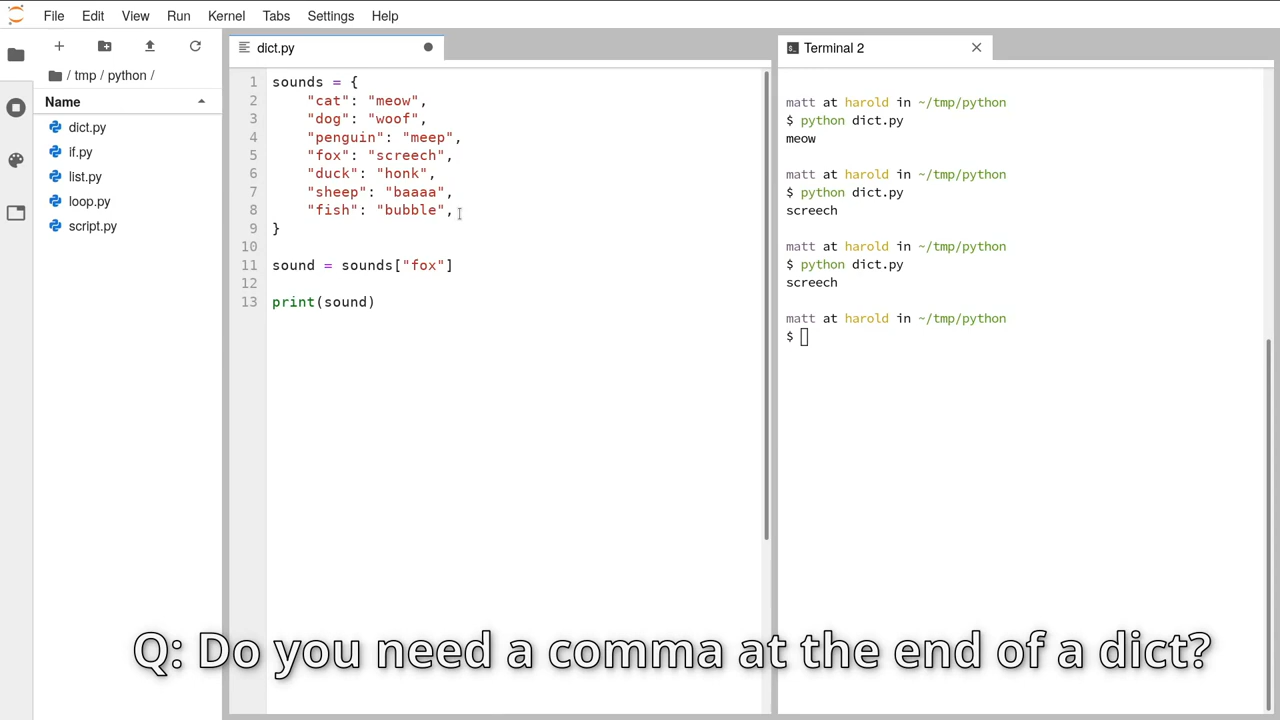 File Edit View Run Kernel Tabs Settings Help
/ tmp / python /
Name
dict.py
if.py
list.py
loop.py
script.py
dict.py
1 sounds = {
2 "cat": "meow",
3 "dog": "woof",
4 "penguin": "meep",
5 "fox": "screech",
6 "duck": "honk",
7 "sheep": "baaaa",
8 "fish": "bubble",
9 }
10
11 sound = sounds["fox"]
12
13 print(sound)
Terminal 2
matt at harold in ~/tmp/python
$ python dict.py
meow
matt at harold in ~/tmp/python
$ python dict.py
screech
matt at harold in ~/tmp/python
$ python dict.py
screech
matt at harold in ~/tmp/python
$
Q: Do you need a comma at the end of a dict?